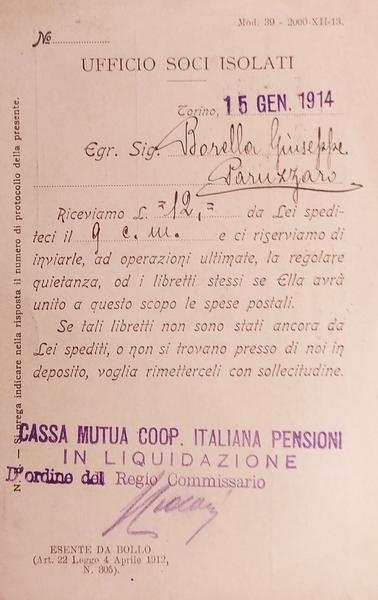 Mod. 39 - 2000-XII-13.
No
UFFICIO SOCI ISOLATI
Torino, 15 GEN. 1914
Egr. Sig. Borella Giuseppe
Paruzzaro
Riceviamo L. =12,= da Lei spedi-
teci il 9 c.m. e ci riserviamo di
inviarle, ad operazioni ultimate, la regolare
quietanza, od i libretti stessi se Ella avrà
unito a questo scopo le spese postali.
Se tali libretti non sono stati ancora da
Lei spediti, o non si trovano presso di noi in
deposito, voglia rimetterceli con sollecitudine.
CASSA MUTUA COOP. ITALIANA PENSIONI
IN LIQUIDAZIONE
D'ordine del Regio Commissario
ESENTE DA BOLLO
(Art. 22 Legge 4 Aprile 1912,
N. 305).
— Si prega indicare nella risposta il numero di protocollo della presente.